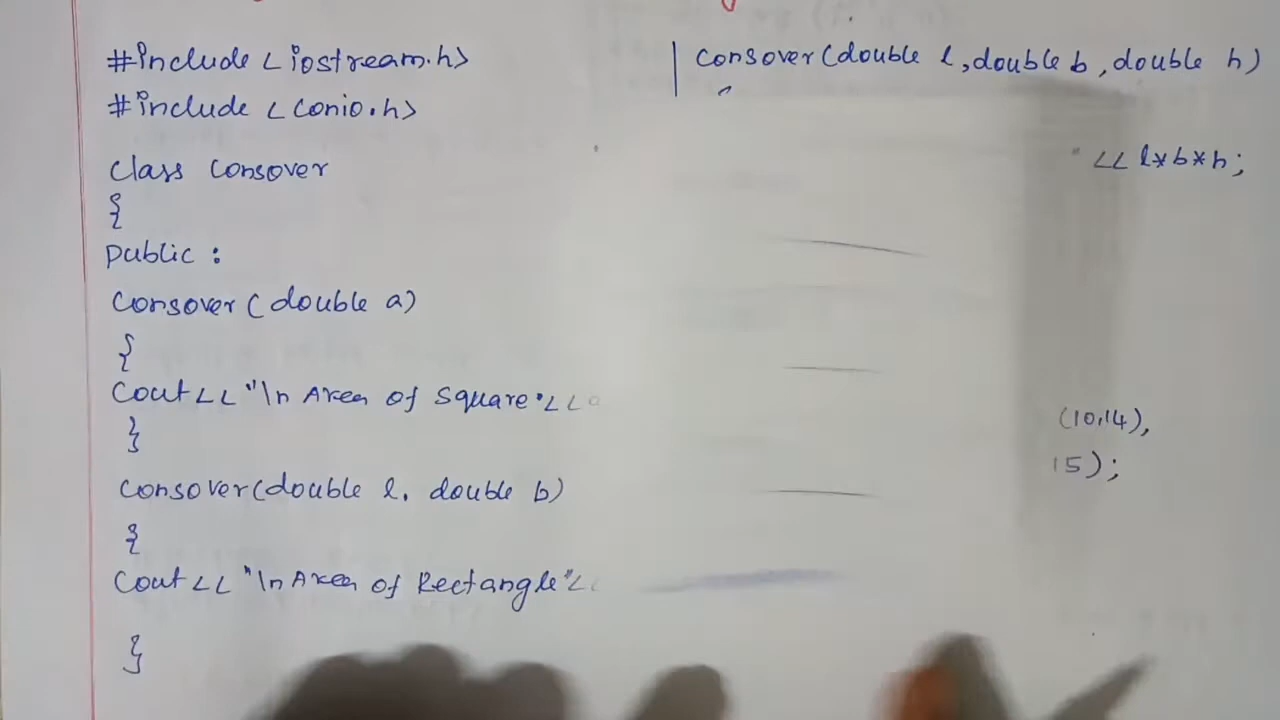 #include <iostream.h>
#include <conio.h>
class consover
{
public :
consover ( double a)
{
cout<<"\n Area of square"<<
}
consover(double l, double b)
{
cout<<"\n Area of Rectangle"<<
}
consover(double l, double b, double h)
<< l*b*h;
(10,14),
15);